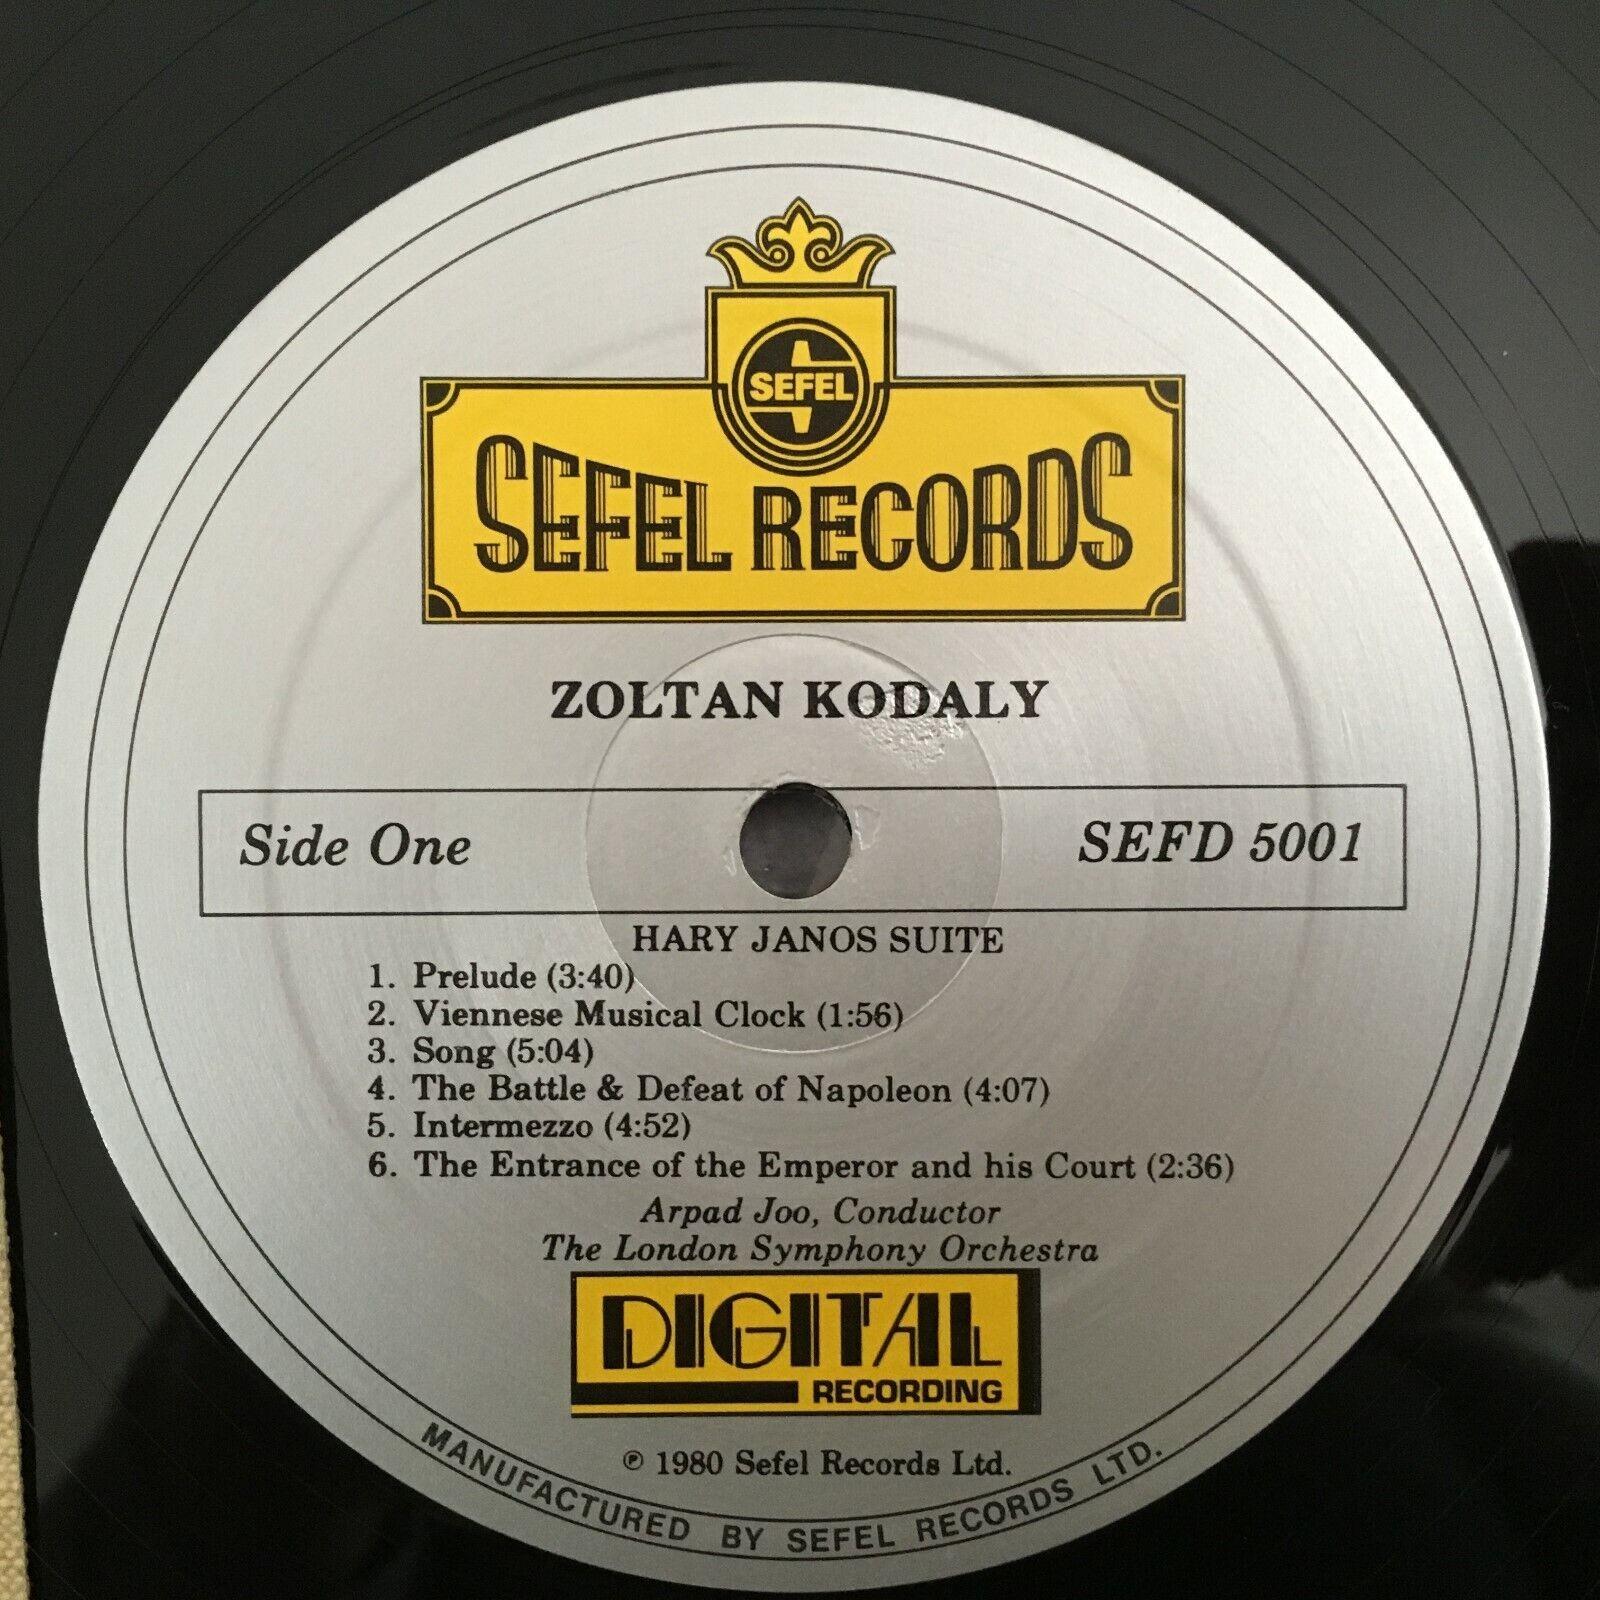 SEFEL
SEFEL RECORDS
ZOLTAN KODALY
Side One SEFD 5001
HARY JANOS SUITE
1. Prelude (3:40)
2. Viennese Musical Clock (1:56)
3. Song (5:04)
4. The Battle & Defeat of Napoleon (4:07)
5. Intermezzo (4:52)
6. The Entrance of the Emperor and his Court (2:36)
Arpad Joo, Conductor
The London Symphony Orchestra
DIGITAL
RECORDING
℗ 1980 Sefel Records Ltd.
MANUFACTURED BY SEFEL RECORDS LTD.